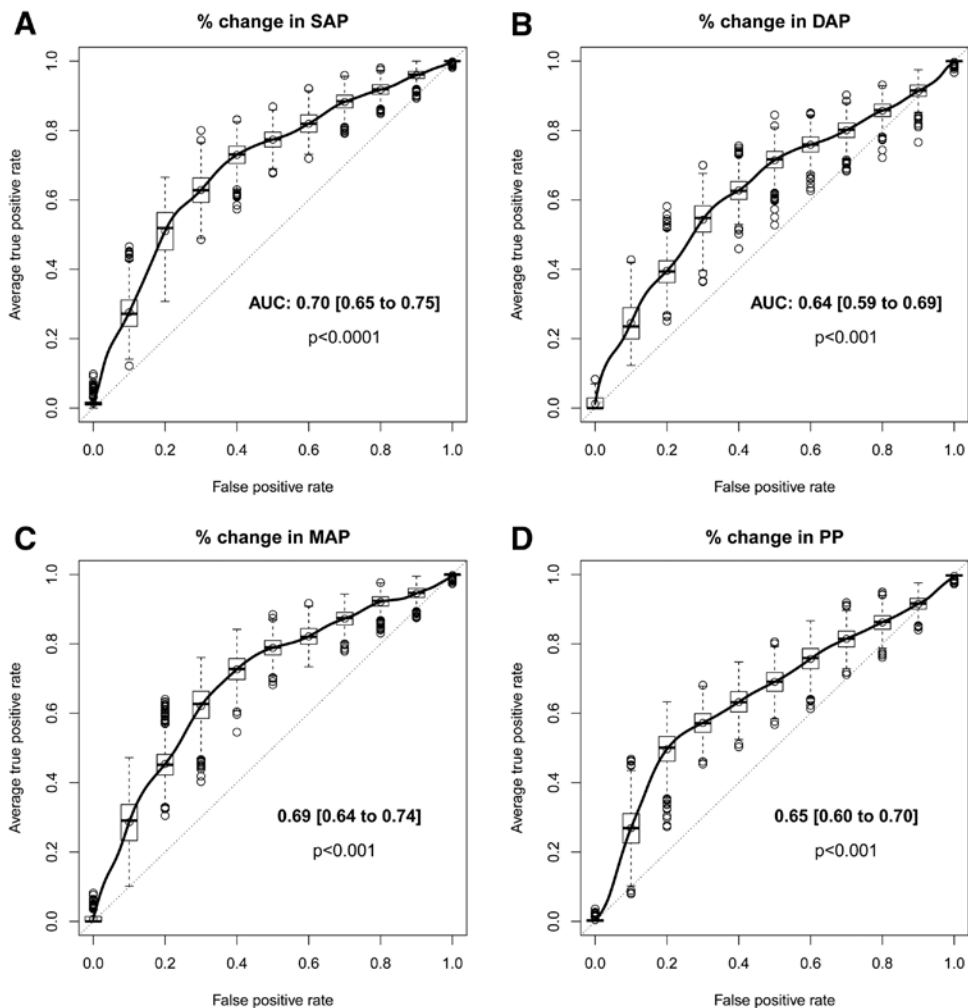 A
% change in SAP
Average true positive rate
0.0 0.2 0.4 0.6 0.8 1.0
AUC: 0.70 [0.65 to 0.75]
p<0.0001
0.0 0.2 0.4 0.6 0.8 1.0
False positive rate
B
% change in DAP
Average true positive rate
0.0 0.2 0.4 0.6 0.8 1.0
AUC: 0.64 [0.59 to 0.69]
p<0.001
0.0 0.2 0.4 0.6 0.8 1.0
False positive rate
C
% change in MAP
Average true positive rate
0.0 0.2 0.4 0.6 0.8 1.0
0.69 [0.64 to 0.74]
p<0.001
0.0 0.2 0.4 0.6 0.8 1.0
False positive rate
D
% change in PP
Average true positive rate
0.0 0.2 0.4 0.6 0.8 1.0
0.65 [0.60 to 0.70]
p<0.001
0.0 0.2 0.4 0.6 0.8 1.0
False positive rate